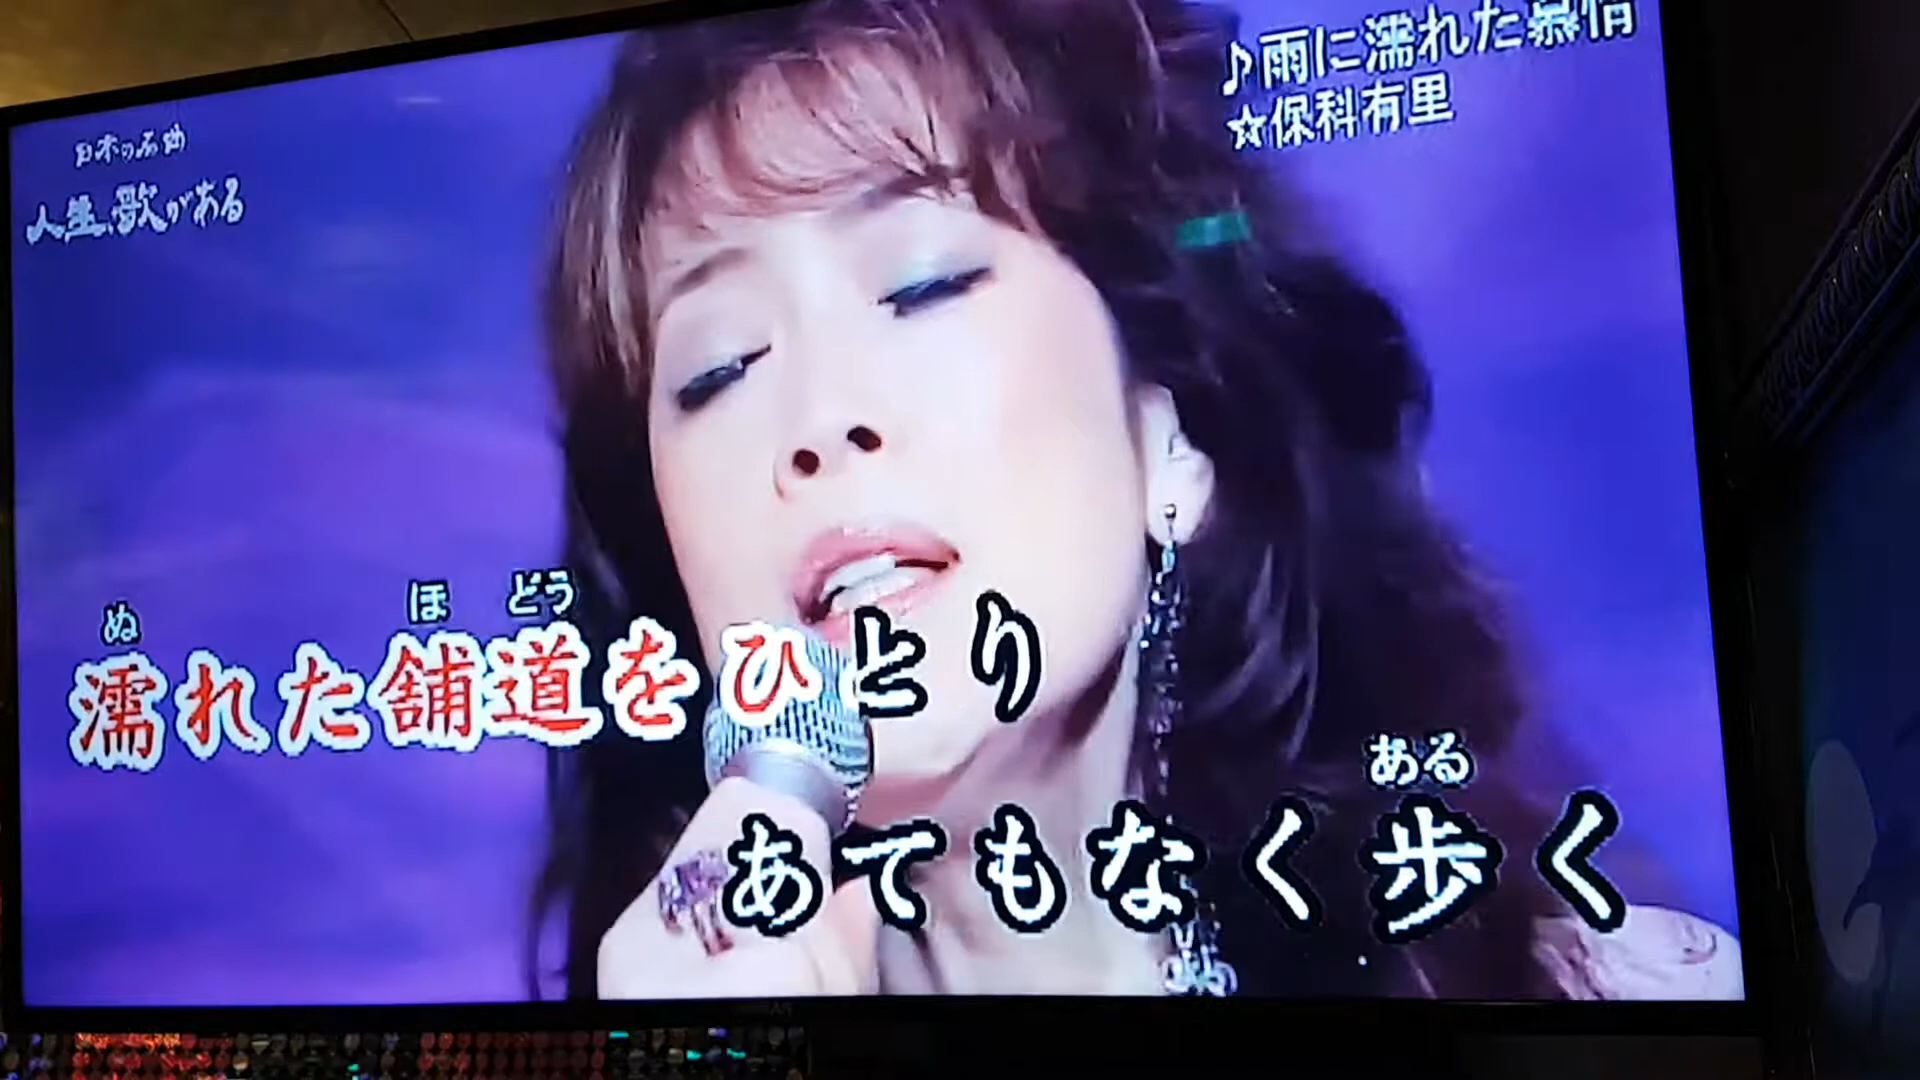 ♪雨に濡れた慕情
☆保科有里
日本の名曲
人生、歌がある
ぬ ほ どう
濡れた舗道をひとり
ある
あてもなく歩く